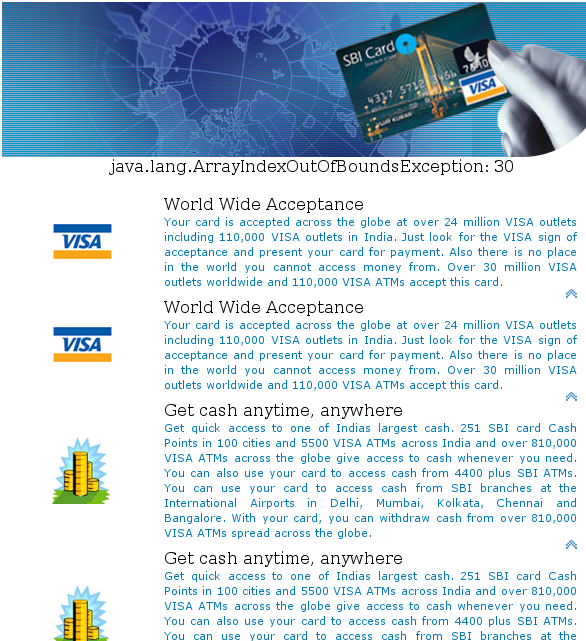 SBI Card
4317 5712 3456
VIJAY KUMAR
VISA
java.lang.ArrayIndexOutOfBoundsException: 30
World Wide Acceptance
Your card is accepted across the globe at over 24 million VISA outlets
including 110,000 VISA outlets in India. Just look for the VISA sign of
acceptance and present your card for payment. Also there is no place
in the world you cannot access money from. Over 30 million VISA
outlets worldwide and 110,000 VISA ATMs accept this card.
VISA
World Wide Acceptance
Your card is accepted across the globe at over 24 million VISA outlets
including 110,000 VISA outlets in India. Just look for the VISA sign of
acceptance and present your card for payment. Also there is no place
in the world you cannot access money from. Over 30 million VISA
outlets worldwide and 110,000 VISA ATMs accept this card.
VISA
Get cash anytime, anywhere
Get quick access to one of Indias largest cash. 251 SBI card Cash
Points in 100 cities and 5500 VISA ATMs across India and over 810,000
VISA ATMs across the globe give access to cash whenever you need.
You can also use your card to access cash from 4400 plus SBI ATMs.
You can use your card to access cash from SBI branches at the
International Airports in Delhi, Mumbai, Kolkata, Chennai and
Bangalore. With your card, you can withdraw cash from over 810,000
VISA ATMs spread across the globe.
Get cash anytime, anywhere
Get quick access to one of Indias largest cash. 251 SBI card Cash
Points in 100 cities and 5500 VISA ATMs across India and over 810,000
VISA ATMs across the globe give access to cash whenever you need.
You can also use your card to access cash from 4400 plus SBI ATMs.
You can use your card to access cash from SBI branches at the